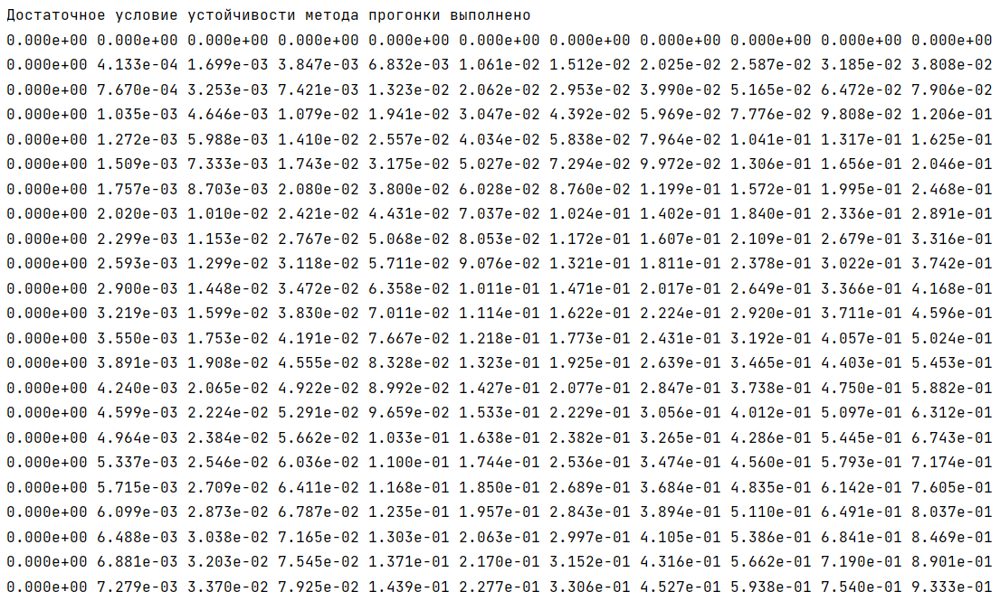 Достаточное условие устойчивости метода прогонки выполнено
0.000e+00 0.000e+00 0.000e+00 0.000e+00 0.000e+00 0.000e+00 0.000e+00 0.000e+00 0.000e+00 0.000e+00 0.000e+00
0.000e+00 4.133e-04 1.699e-03 3.847e-03 6.832e-03 1.061e-02 1.512e-02 2.025e-02 2.587e-02 3.185e-02 3.808e-02
0.000e+00 7.670e-04 3.253e-03 7.421e-03 1.323e-02 2.062e-02 2.953e-02 3.990e-02 5.165e-02 6.472e-02 7.906e-02
0.000e+00 1.035e-03 4.646e-03 1.079e-02 1.941e-02 3.047e-02 4.392e-02 5.969e-02 7.776e-02 9.808e-02 1.206e-01
0.000e+00 1.272e-03 5.988e-03 1.410e-02 2.557e-02 4.034e-02 5.838e-02 7.964e-02 1.041e-01 1.317e-01 1.625e-01
0.000e+00 1.509e-03 7.333e-03 1.743e-02 3.175e-02 5.027e-02 7.294e-02 9.972e-02 1.306e-01 1.656e-01 2.046e-01
0.000e+00 1.757e-03 8.703e-03 2.080e-02 3.800e-02 6.028e-02 8.760e-02 1.199e-01 1.572e-01 1.995e-01 2.468e-01
0.000e+00 2.020e-03 1.010e-02 2.421e-02 4.431e-02 7.037e-02 1.024e-01 1.402e-01 1.840e-01 2.336e-01 2.891e-01
0.000e+00 2.299e-03 1.153e-02 2.767e-02 5.068e-02 8.053e-02 1.172e-01 1.607e-01 2.109e-01 2.679e-01 3.316e-01
0.000e+00 2.593e-03 1.299e-02 3.118e-02 5.711e-02 9.076e-02 1.321e-01 1.811e-01 2.378e-01 3.022e-01 3.742e-01
0.000e+00 2.900e-03 1.448e-02 3.472e-02 6.358e-02 1.011e-01 1.471e-01 2.017e-01 2.649e-01 3.366e-01 4.168e-01
0.000e+00 3.219e-03 1.599e-02 3.830e-02 7.011e-02 1.114e-01 1.622e-01 2.224e-01 2.920e-01 3.711e-01 4.596e-01
0.000e+00 3.550e-03 1.753e-02 4.191e-02 7.667e-02 1.218e-01 1.773e-01 2.431e-01 3.192e-01 4.057e-01 5.024e-01
0.000e+00 3.891e-03 1.908e-02 4.555e-02 8.328e-02 1.323e-01 1.925e-01 2.639e-01 3.465e-01 4.403e-01 5.453e-01
0.000e+00 4.240e-03 2.065e-02 4.922e-02 8.992e-02 1.427e-01 2.077e-01 2.847e-01 3.738e-01 4.750e-01 5.882e-01
0.000e+00 4.599e-03 2.224e-02 5.291e-02 9.659e-02 1.533e-01 2.229e-01 3.056e-01 4.012e-01 5.097e-01 6.312e-01
0.000e+00 4.964e-03 2.384e-02 5.662e-02 1.033e-01 1.638e-01 2.382e-01 3.265e-01 4.286e-01 5.445e-01 6.743e-01
0.000e+00 5.337e-03 2.546e-02 6.036e-02 1.100e-01 1.744e-01 2.536e-01 3.474e-01 4.560e-01 5.793e-01 7.174e-01
0.000e+00 5.715e-03 2.709e-02 6.411e-02 1.168e-01 1.850e-01 2.689e-01 3.684e-01 4.835e-01 6.142e-01 7.605e-01
0.000e+00 6.099e-03 2.873e-02 6.787e-02 1.235e-01 1.957e-01 2.843e-01 3.894e-01 5.110e-01 6.491e-01 8.037e-01
0.000e+00 6.488e-03 3.038e-02 7.165e-02 1.303e-01 2.063e-01 2.997e-01 4.105e-01 5.386e-01 6.841e-01 8.469e-01
0.000e+00 6.881e-03 3.203e-02 7.545e-02 1.371e-01 2.170e-01 3.152e-01 4.316e-01 5.662e-01 7.190e-01 8.901e-01
0.000e+00 7.279e-03 3.370e-02 7.925e-02 1.439e-01 2.277e-01 3.306e-01 4.527e-01 5.938e-01 7.540e-01 9.333e-01